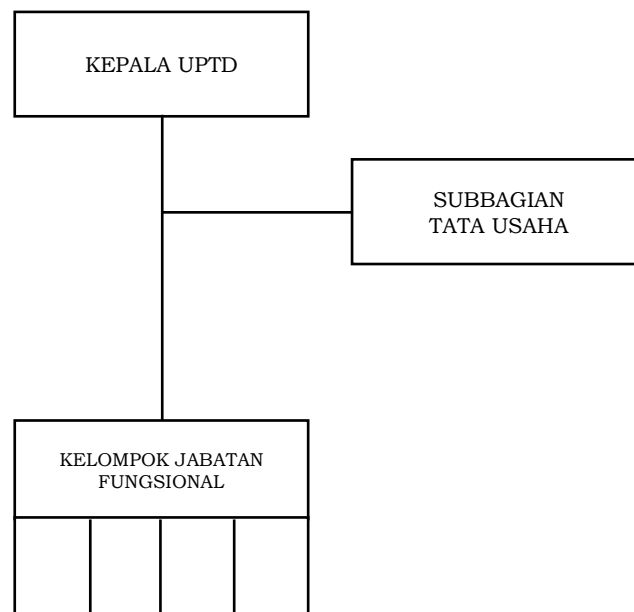 KEPALA UPTD
SUBBAGIAN
TATA USAHA
KELOMPOK JABATAN
FUNGSIONAL